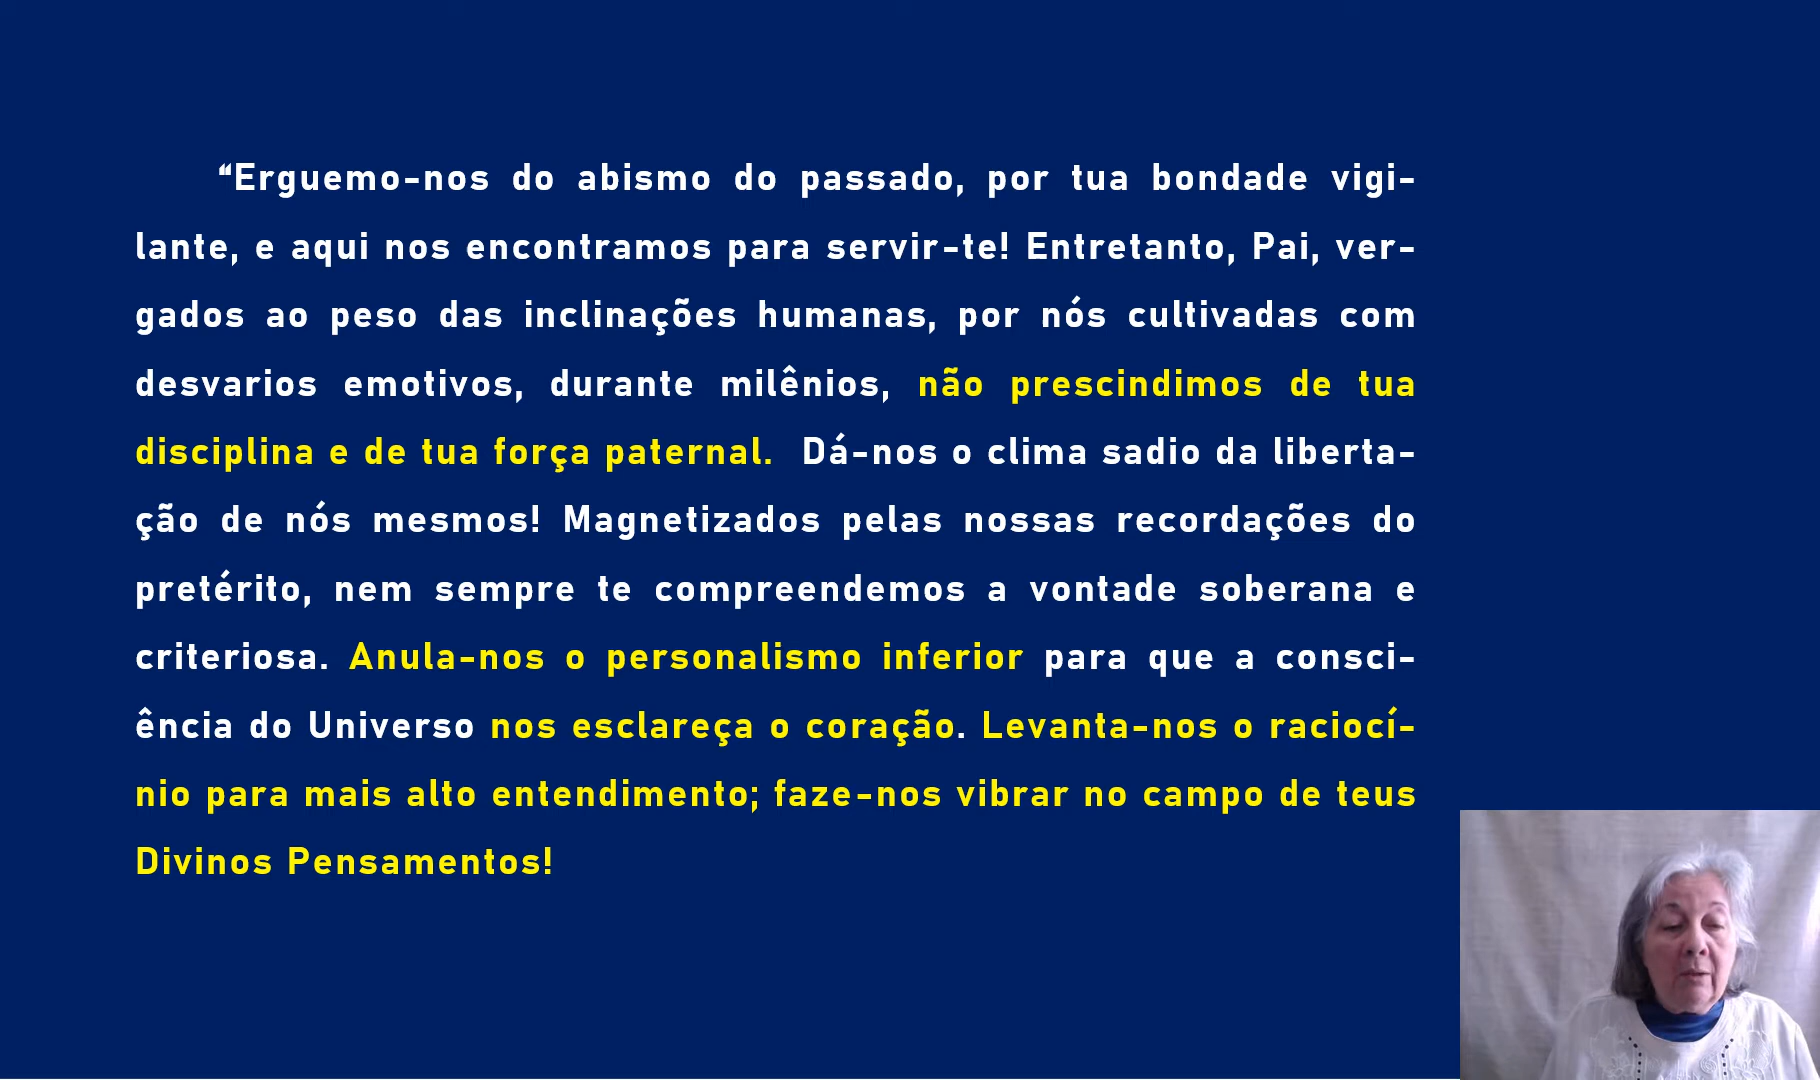 “Erguemo-nos do abismo do passado, por tua bondade vigi-
lante, e aqui nos encontramos para servir-te! Entretanto, Pai, ver-
gados ao peso das inclinações humanas, por nós cultivadas com
desvarios emotivos, durante milênios, não prescindimos de tua
disciplina e de tua força paternal. Dá-nos o clima sadio da liberta-
ção de nós mesmos! Magnetizados pelas nossas recordações do
pretérito, nem sempre te compreendemos a vontade soberana e
criteriosa. Anula-nos o personalismo inferior para que a consci-
ência do Universo nos esclareça o coração. Levanta-nos o raciocí-
nio para mais alto entendimento; faze-nos vibrar no campo de teus
Divinos Pensamentos!